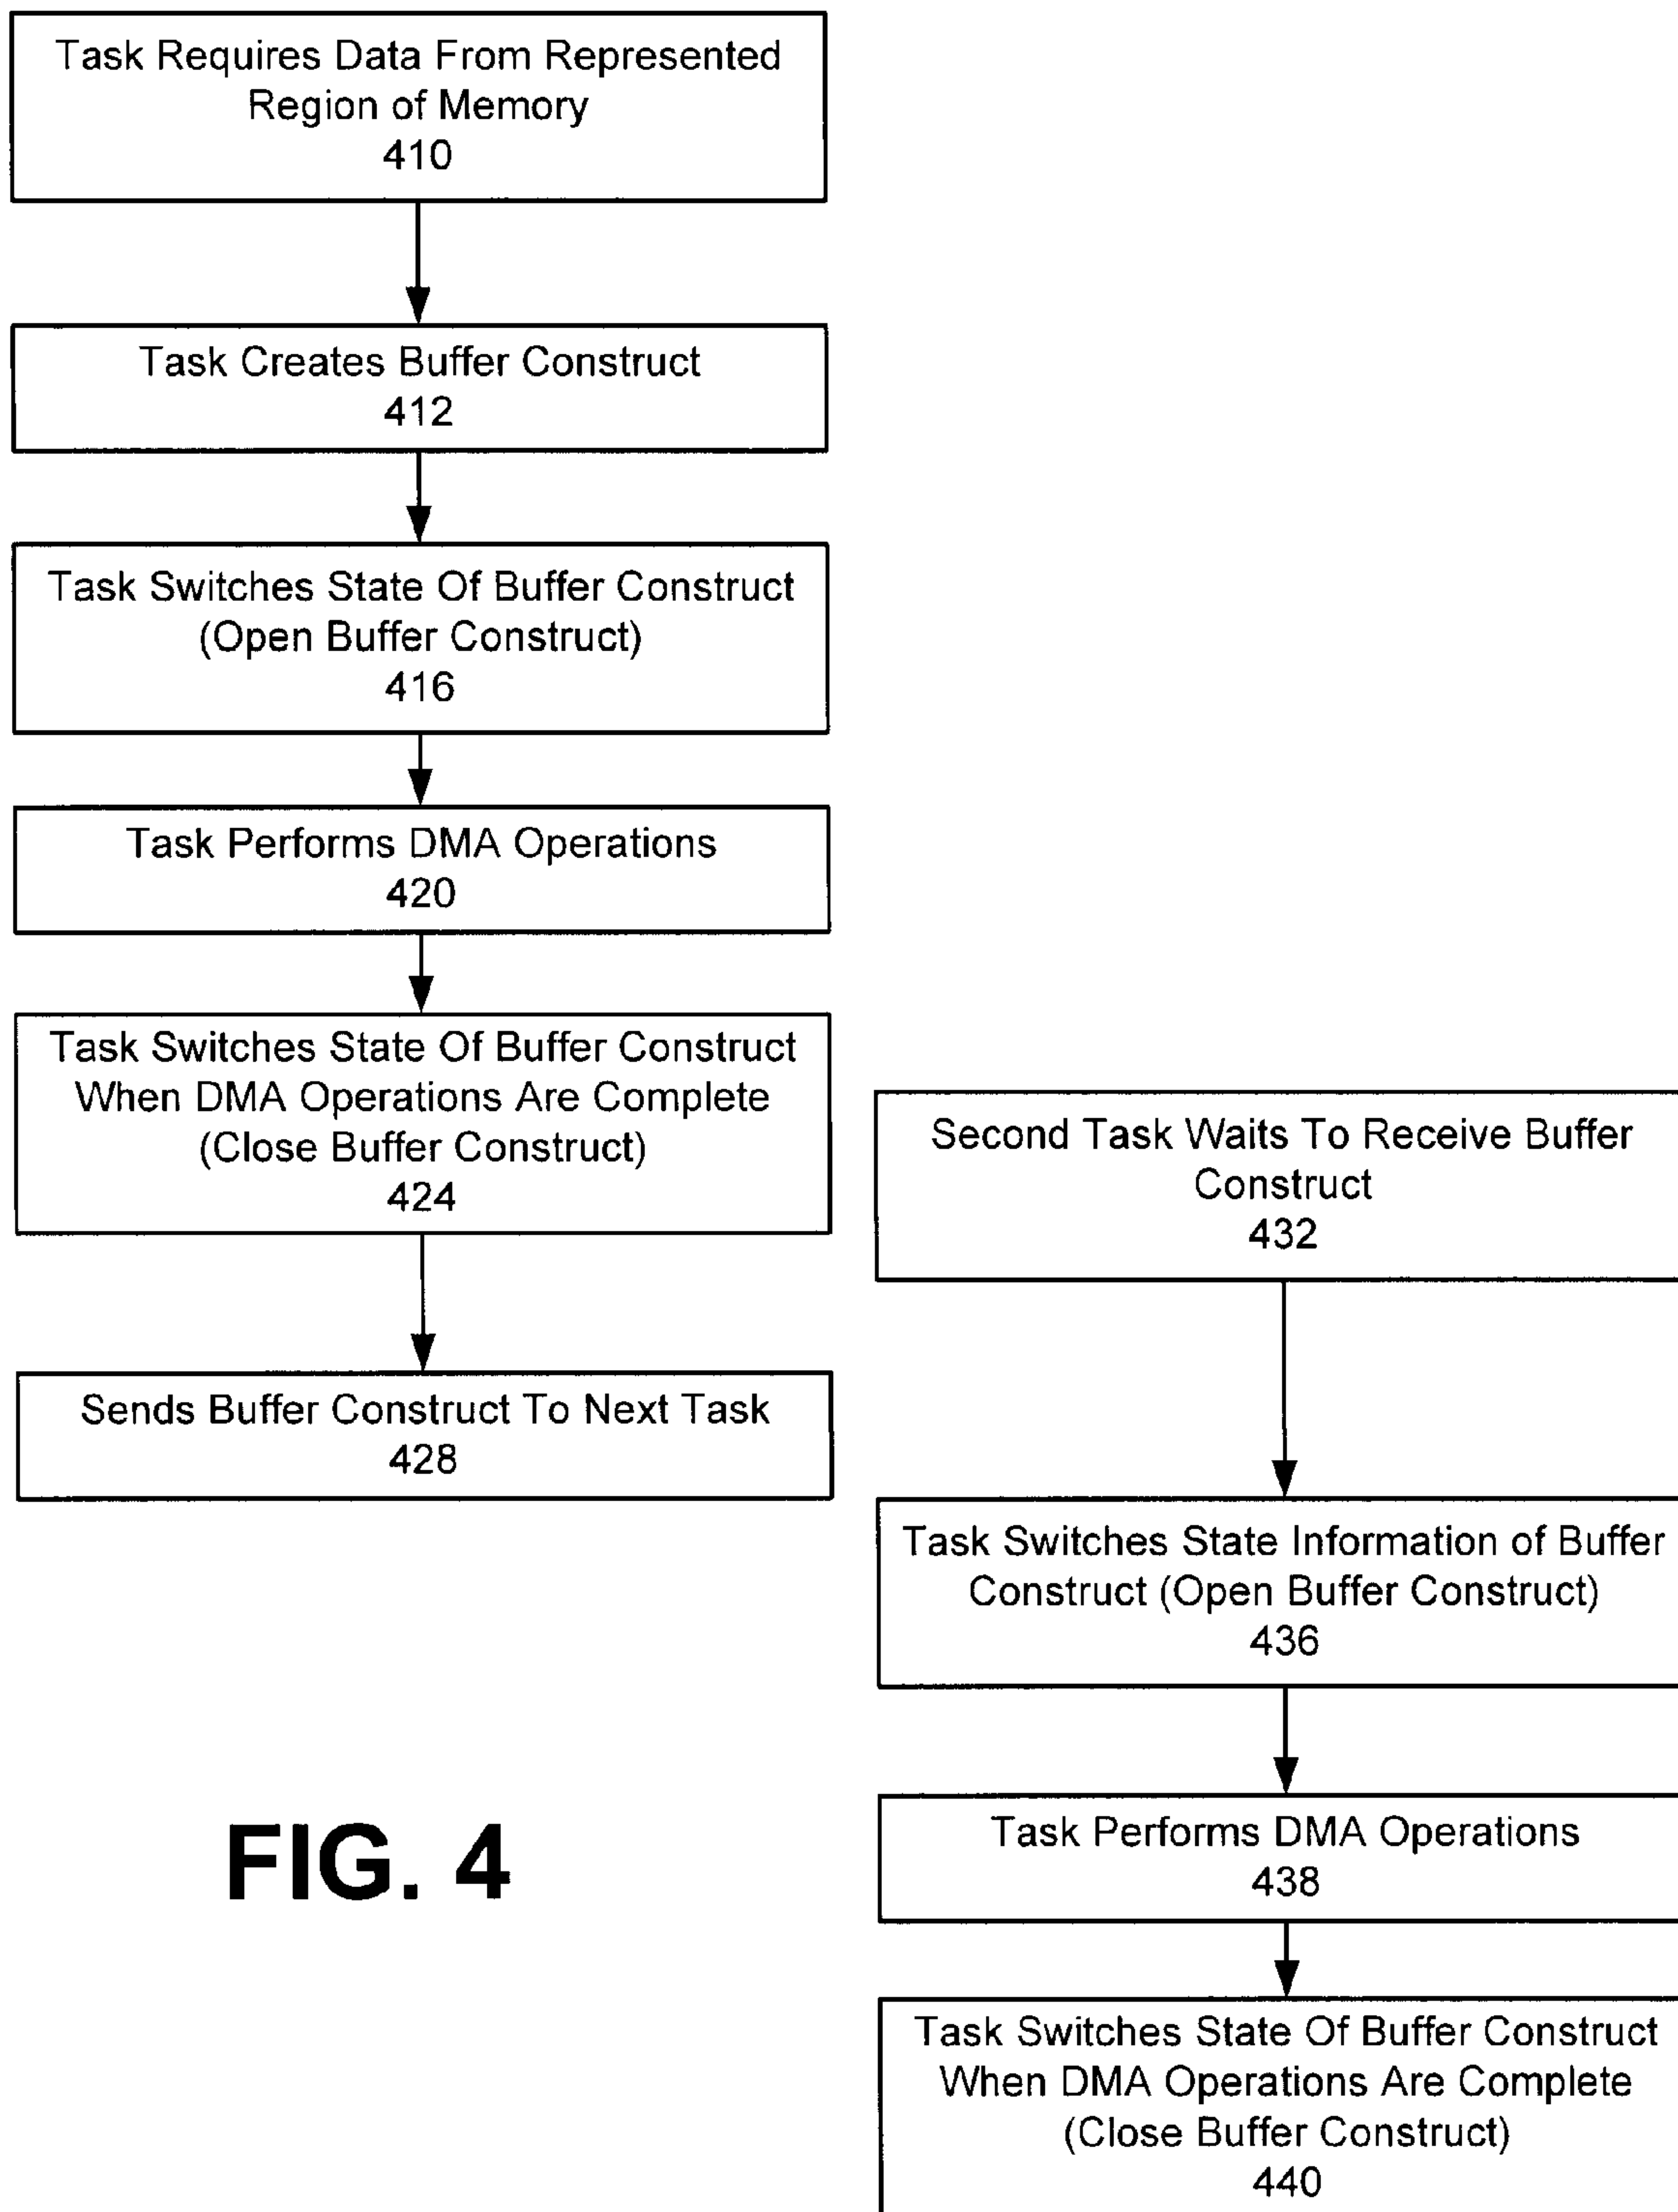 Task Requires Data From Represented
Region of Memory
410
Task Creates Buffer Construct
412
Task Switches State Of Buffer Construct
(Open Buffer Construct)
416
Task Performs DMA Operations
420
Task Switches State Of Buffer Construct
When DMA Operations Are Complete
(Close Buffer Construct)
424
Sends Buffer Construct To Next Task
428
Second Task Waits To Receive Buffer
Construct
432
Task Switches State Information of Buffer
Construct (Open Buffer Construct)
436
Task Performs DMA Operations
438
Task Switches State Of Buffer Construct
When DMA Operations Are Complete
(Close Buffer Construct)
440
FIG. 4